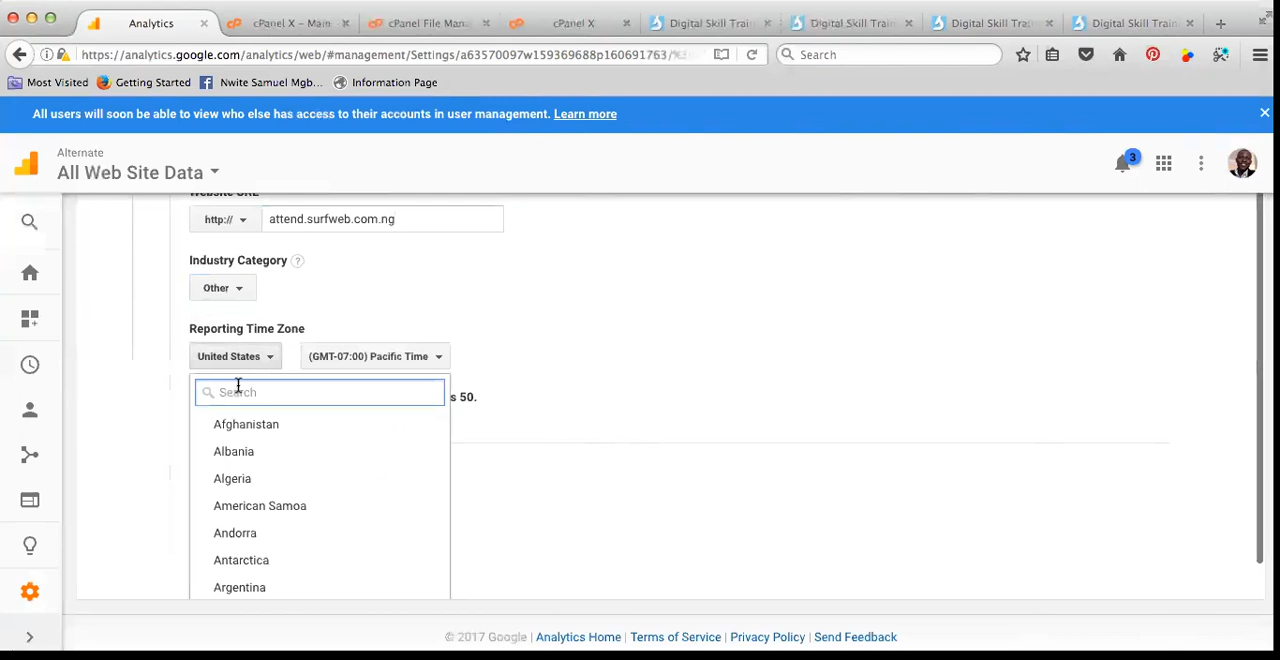 Analytics
cPanel X – Main
cPanel File Mana
cPanel X
Digital Skill Train
Digital Skill Train
Digital Skill Train
Digital Skill Train
https://analytics.google.com/analytics/web/#management/Settings/a63570097w159369688p160691763/
Search
Most Visited
Getting Started
Nwite Samuel Mgb...
Information Page
All users will soon be able to view who else has access to their accounts in user management. Learn more
Alternate
All Web Site Data
3
Website URL
http://
attend.surfweb.com.ng
Industry Category ?
Other
Reporting Time Zone
United States
(GMT-07:00) Pacific Time
Search
s 50.
Afghanistan
Albania
Algeria
American Samoa
Andorra
Antarctica
Argentina
© 2017 Google | Analytics Home | Terms of Service | Privacy Policy | Send Feedback